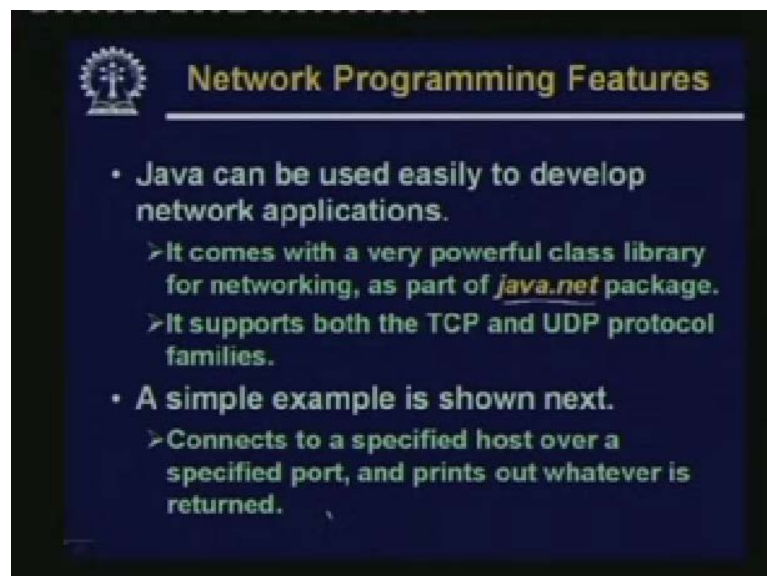 Network Programming Features
• Java can be used easily to develop
network applications.
➢It comes with a very powerful class library
for networking, as part of java.net package.
➢It supports both the TCP and UDP protocol
families.
• A simple example is shown next.
➢Connects to a specified host over a
specified port, and prints out whatever is
returned.